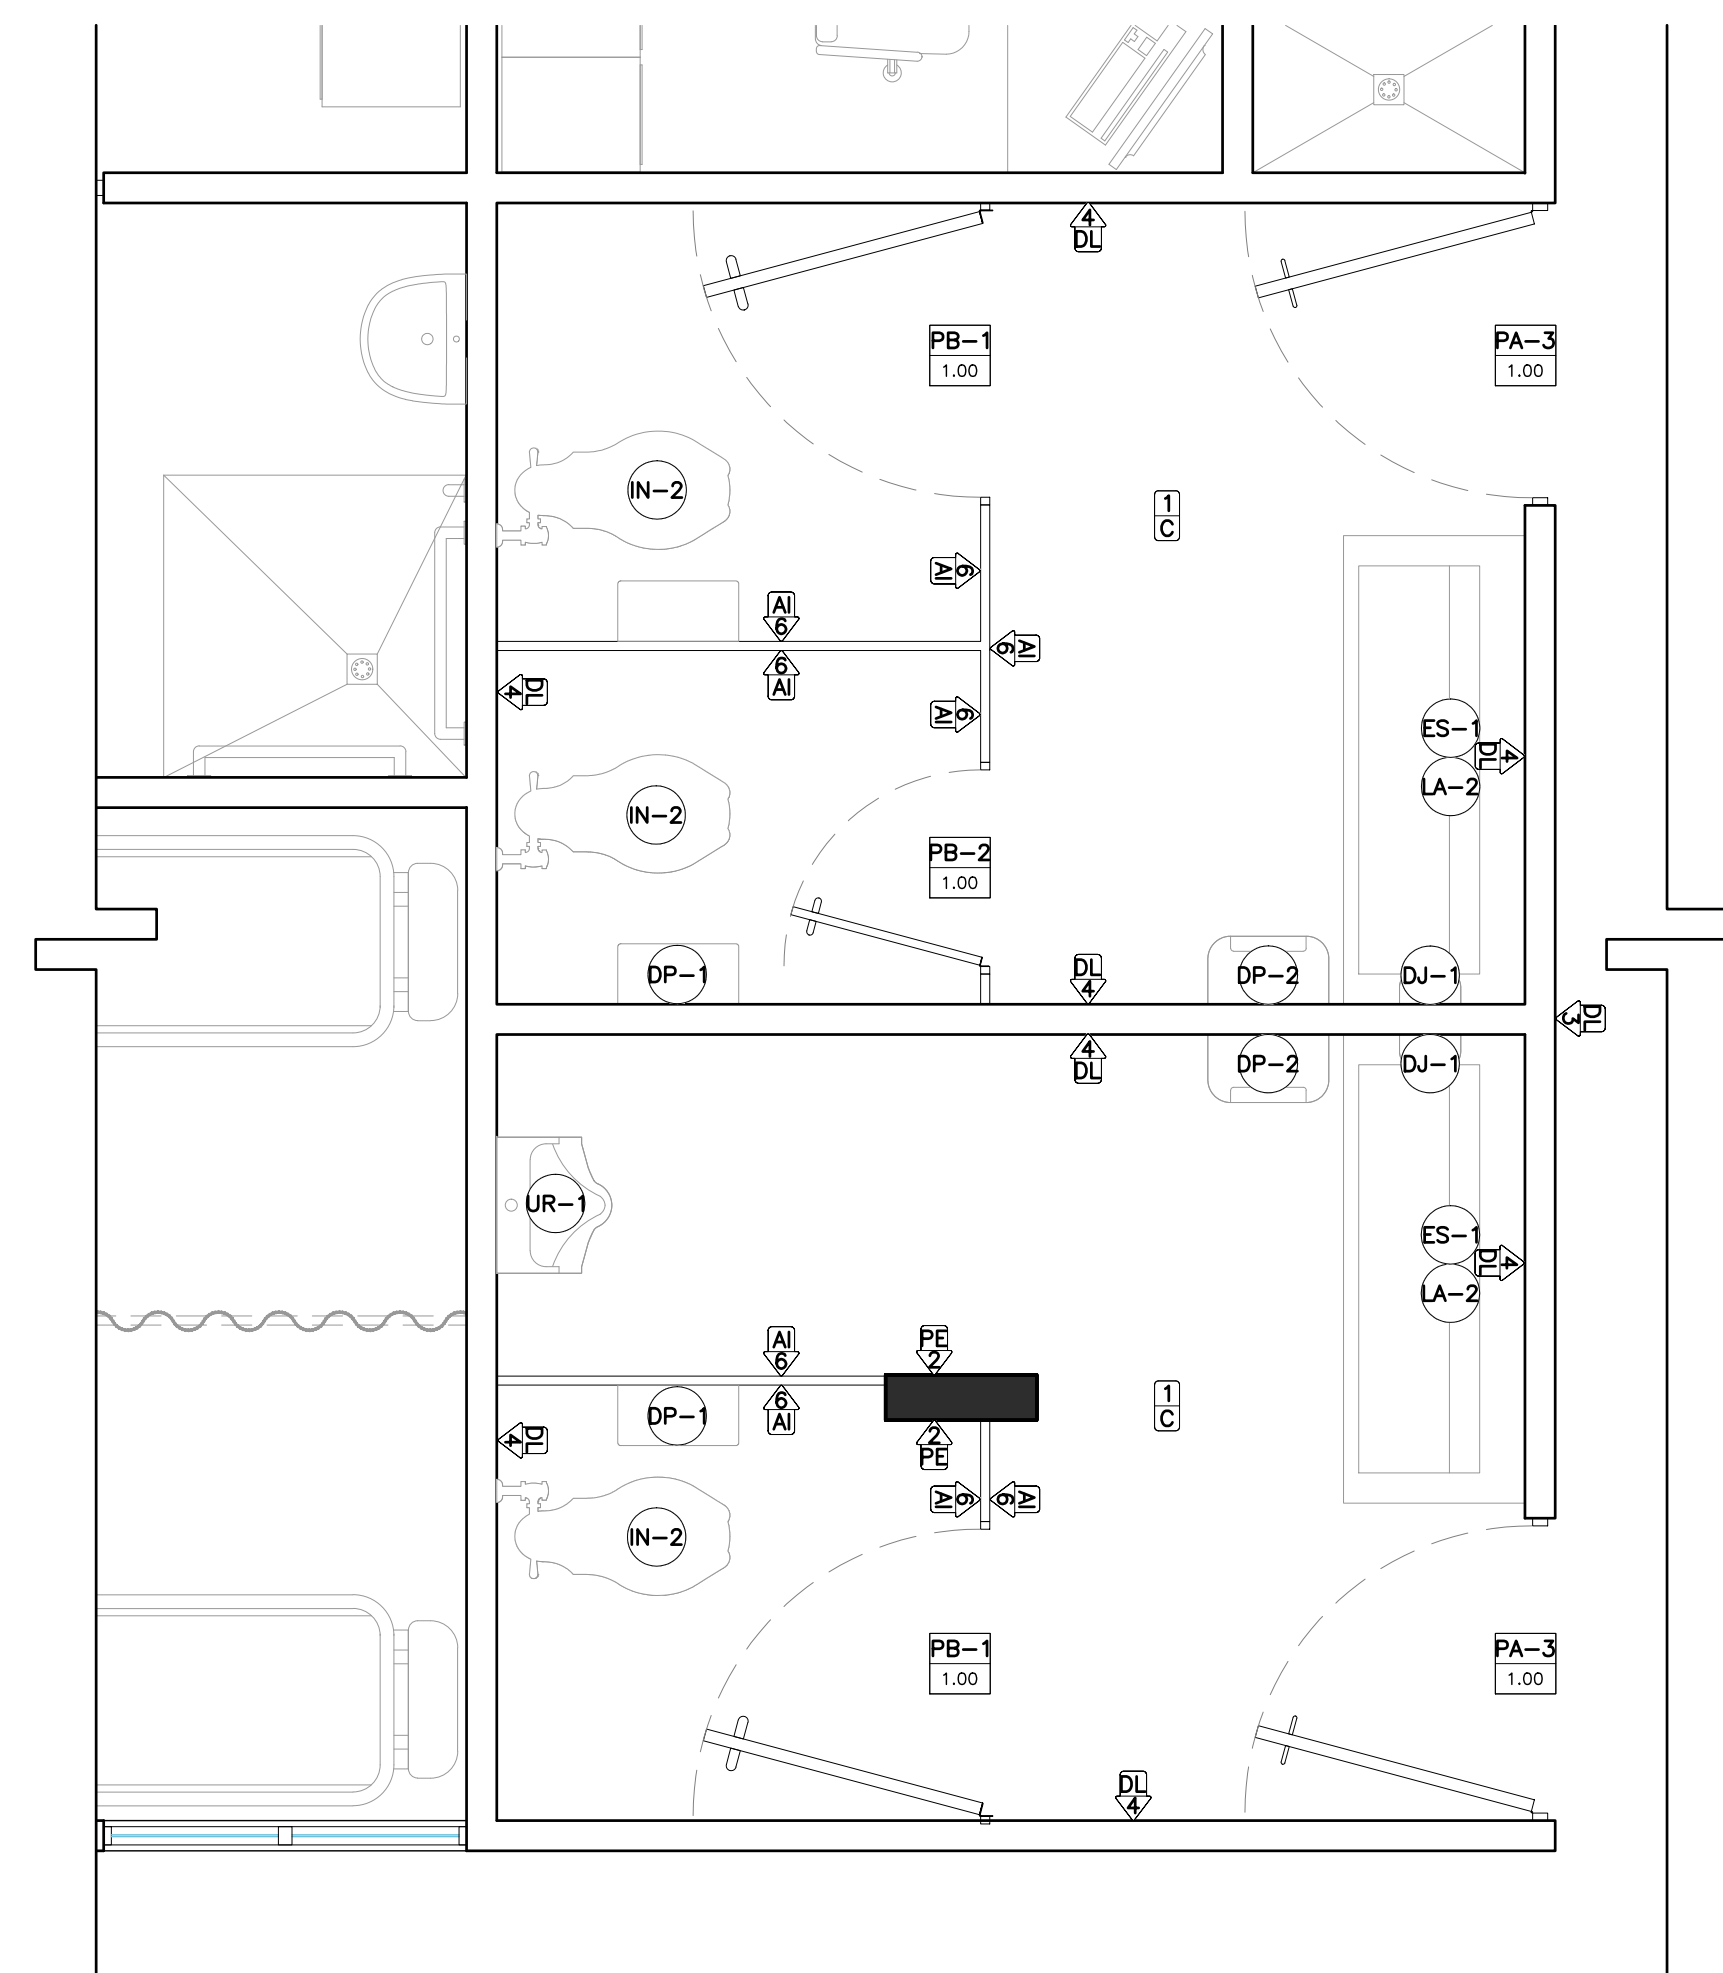 4
DL
PB-1
1.00
PA-3
1.00
IN-2
1
C
AI 6
AI
6
6 AI
6
AI
DL 4
AI 6
ES-1
DL 4
LA-2
IN-2
PB-2
1.00
DL
4
DP-1
DP-2
DJ-1
DL 3
4
DL
DP-2
DJ-1
UR-1
ES-1
DL 4
LA-2
AI
6
PE
2
6
AI
DP-1
2
PE
1
C
DL 4
AI 6
6 AI
IN-2
PB-1
1.00
PA-3
1.00
DL
4